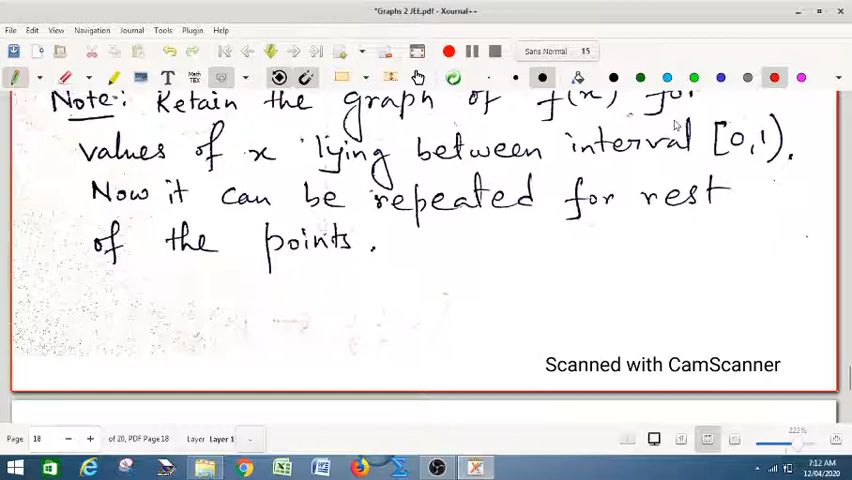 *Graphs 2 JEE.pdf - Xournal++
File Edit View Navigation Journal Tools Plugin Help
Sans Normal 15
T Math TEX
Note: Retain the graph of f(x) for
values of x lying between interval [0,1).
Now it can be repeated for rest
of the points.
Scanned with CamScanner
Page 18 of 20, PDF Page 18 Layer Layer 1
221%
7:12 AM
12/04/2020